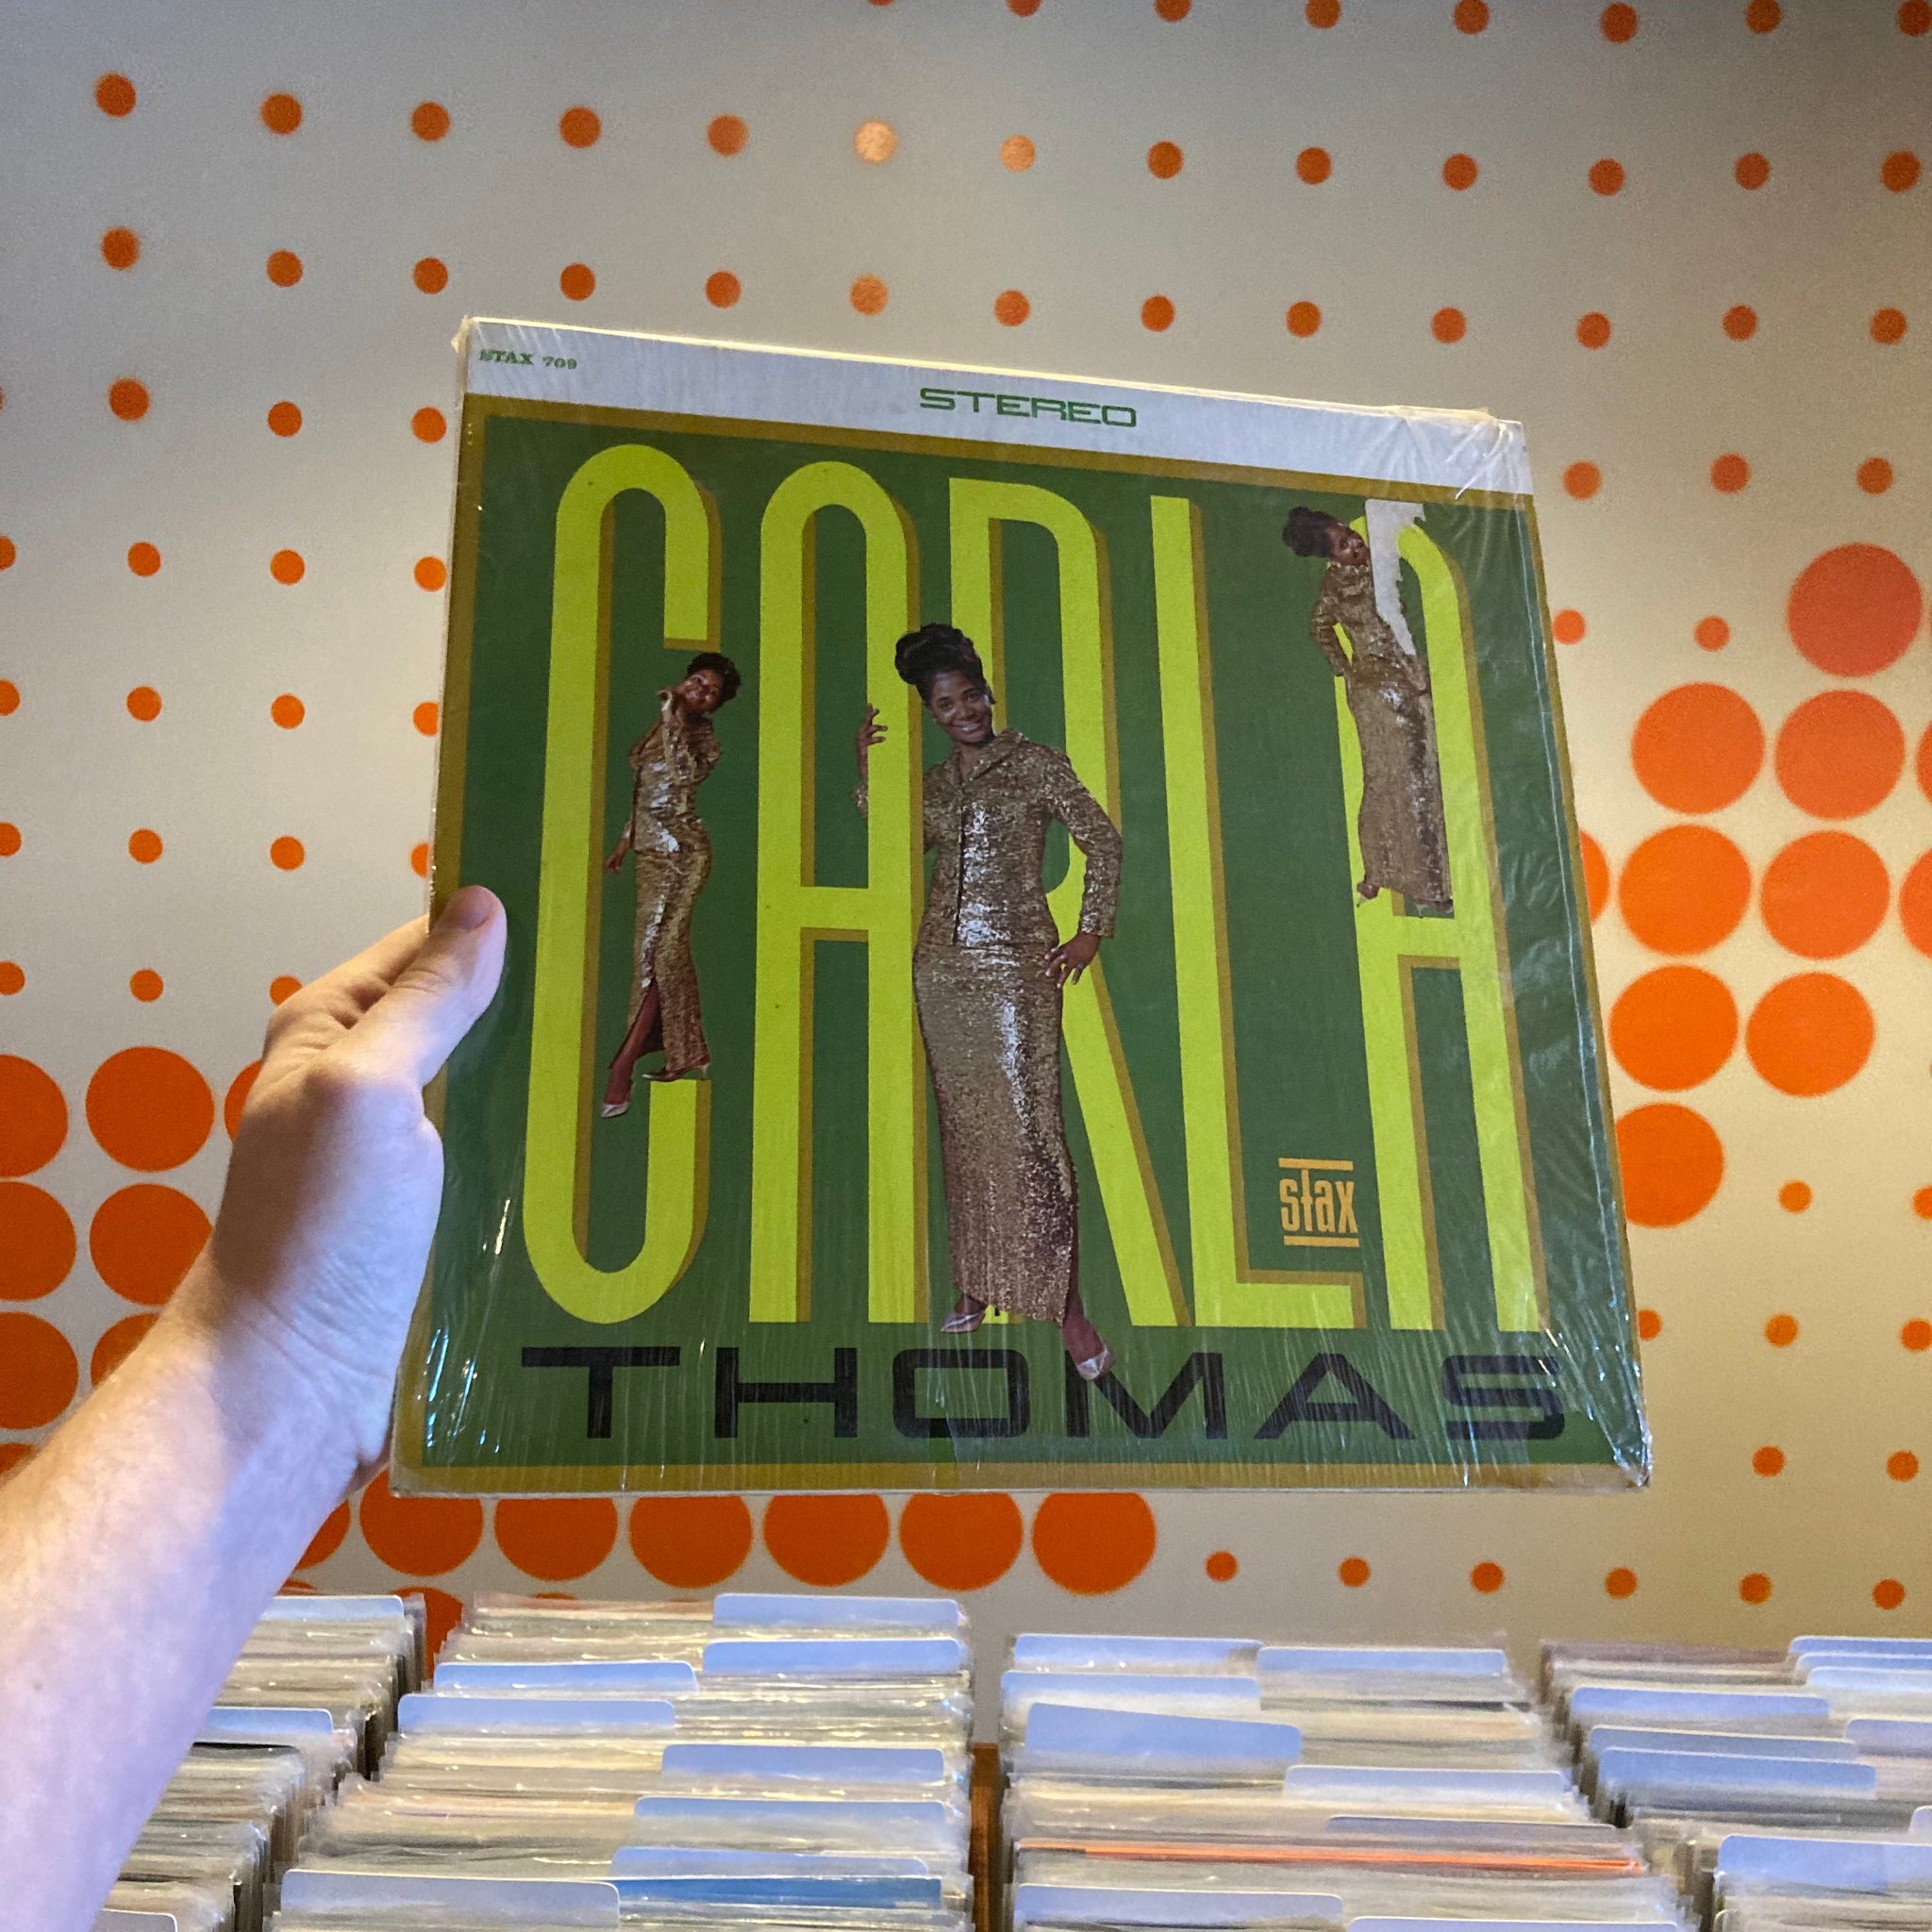 STAX 709
STEREO
CARLA
stax
THOMAS